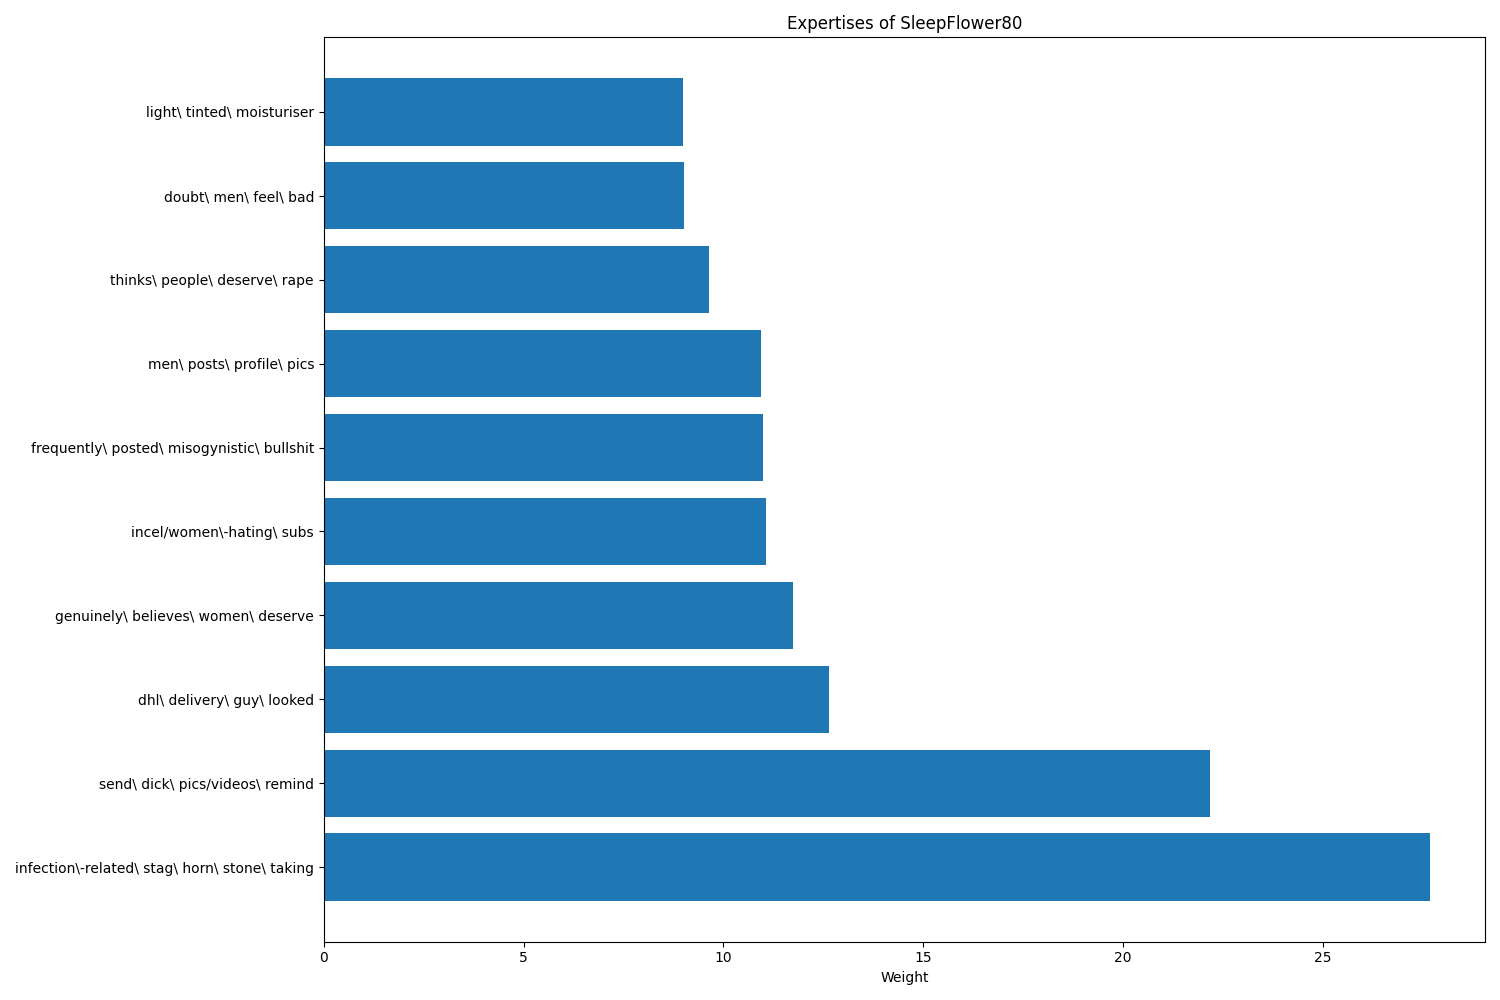 Expertises of SleepFlower80
light\ tinted\ moisturiser
doubt\ men\ feel\ bad
thinks\ people\ deserve\ rape
men\ posts\ profile\ pics
frequently\ posted\ misogynistic\ bullshit
incel/women\-hating\ subs
genuinely\ believes\ women\ deserve
dhl\ delivery\ guy\ looked
send\ dick\ pics/videos\ remind
infection\-related\ stag\ horn\ stone\ taking
0 5 10 15 20 25
Weight